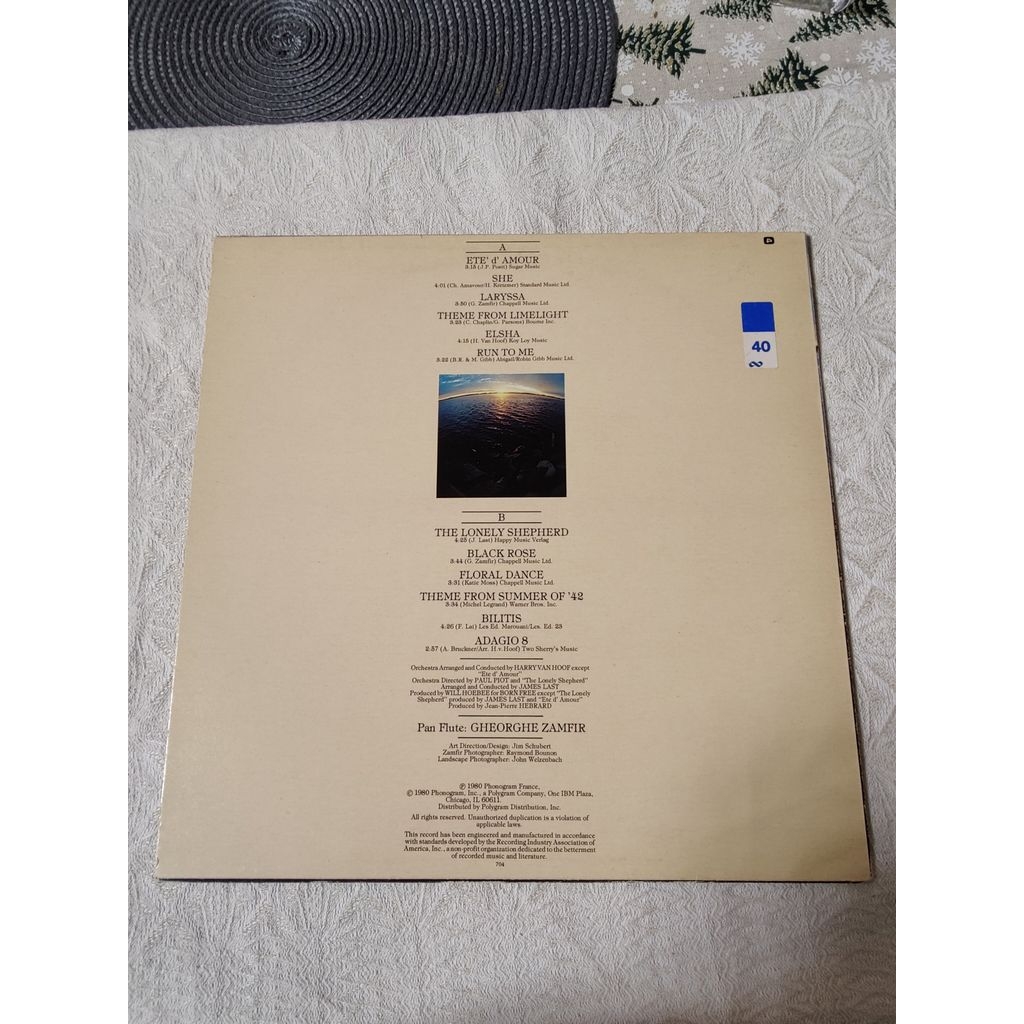 A
ETE' d' AMOUR
3:15 (J.P. Posit) Sugar Music
SHE
4:01 (Ch. Aznavour/H. Kretzmer) Standard Music Ltd.
LARYSSA
3:50 (G. Zamfir) Chappell Music Ltd.
THEME FROM LIMELIGHT
3:23 (C. Chaplin/G. Parsons) Bourne Inc.
ELSHA
4:15 (H. Van Hoof) Koy Loy Music
RUN TO ME
3:22 (B.R. & M. Gibb) Abigail/Robin Gibb Music Ltd.
40
B
THE LONELY SHEPHERD
4:25 (J. Last) Happy Music Verlag
BLACK ROSE
3:44 (G. Zamfir) Chappell Music Ltd.
FLORAL DANCE
3:31 (Katie Moss) Chappell Music Ltd.
THEME FROM SUMMER OF '42
3:34 (Michel Legrand) Warner Bros. Inc.
BILITIS
4:26 (F. Lai) Les Ed. Marouani/Les. Ed. 23
ADAGIO 8
2:37 (A. Bruckner/Arr. H.v.Hoof) Two Sherry's Music
Orchestra Arranged and Conducted by HARRY VAN HOOF except
"Ete d' Amour"
Orchestra Directed by PAUL PIOT and "The Lonely Shepherd"
Arranged and Conducted by JAMES LAST
Produced by WILL HOEBEE for BORN FREE except "The Lonely
Shepherd" produced by JAMES LAST and "Ete d' Amour"
Produced by Jean-Pierre HEBRARD
Pan Flute: GHEORGHE ZAMFIR
Art Direction/Design: Jim Schubert
Zamfir Photographer: Raymond Bounon
Landscape Photographer: John Welzenbach
℗ 1980 Phonogram France,
© 1980 Phonogram, Inc., a Polygram Company, One IBM Plaza,
Chicago, IL 60611.
Distributed by Polygram Distribution, Inc.
All rights reserved. Unauthorized duplication is a violation of
applicable laws.
This record has been engineered and manufactured in accordance
with standards developed by the Recording Industry Association of
America, Inc., a non-profit organization dedicated to the betterment
of recorded music and literature.
704